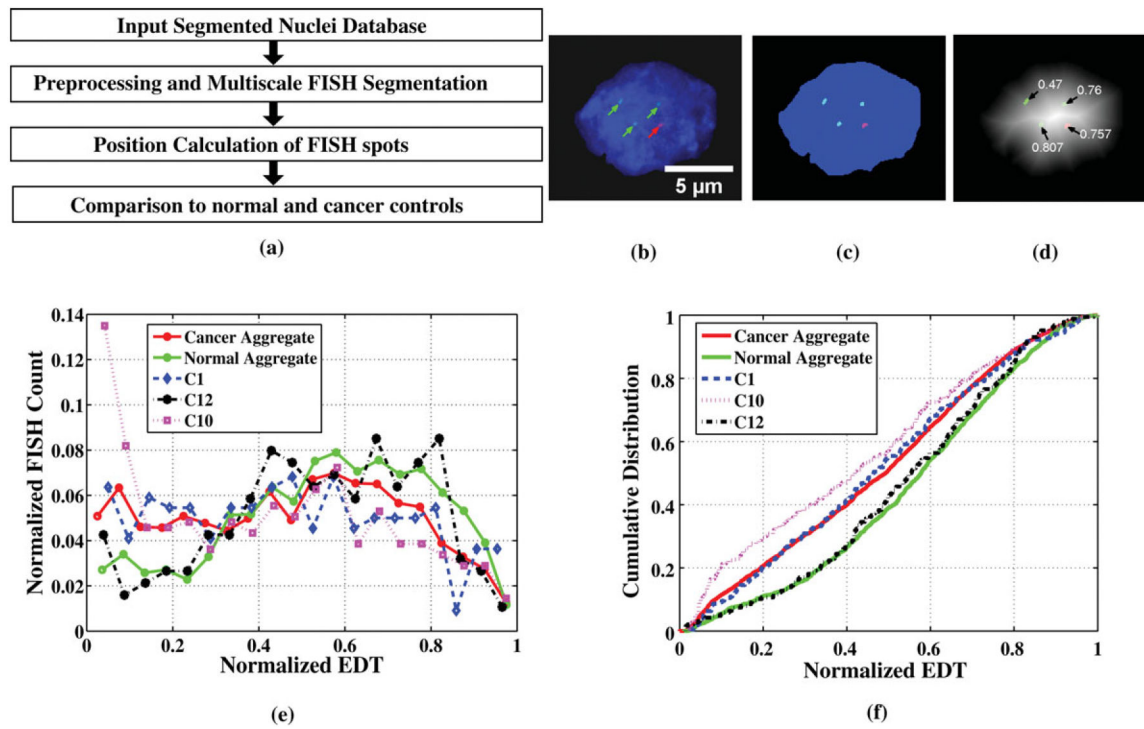 Input Segmented Nuclei Database
Preprocessing and Multiscale FISH Segmentation
Position Calculation of FISH spots
Comparison to normal and cancer controls
(a)
5 μm
(b)
(c)
0.47
0.76
0.807
0.757
(d)
0.14
0.12
0.1
0.08
0.06
0.04
0.02
0
Normalized FISH Count
Cancer Aggregate
Normal Aggregate
C1
C12
C10
0 0.2 0.4 0.6 0.8 1
Normalized EDT
(e)
1
0.8
0.6
0.4
0.2
0
Cumulative Distribution
Cancer Aggregate
Normal Aggregate
C1
C10
C12
0 0.2 0.4 0.6 0.8 1
Normalized EDT
(f)